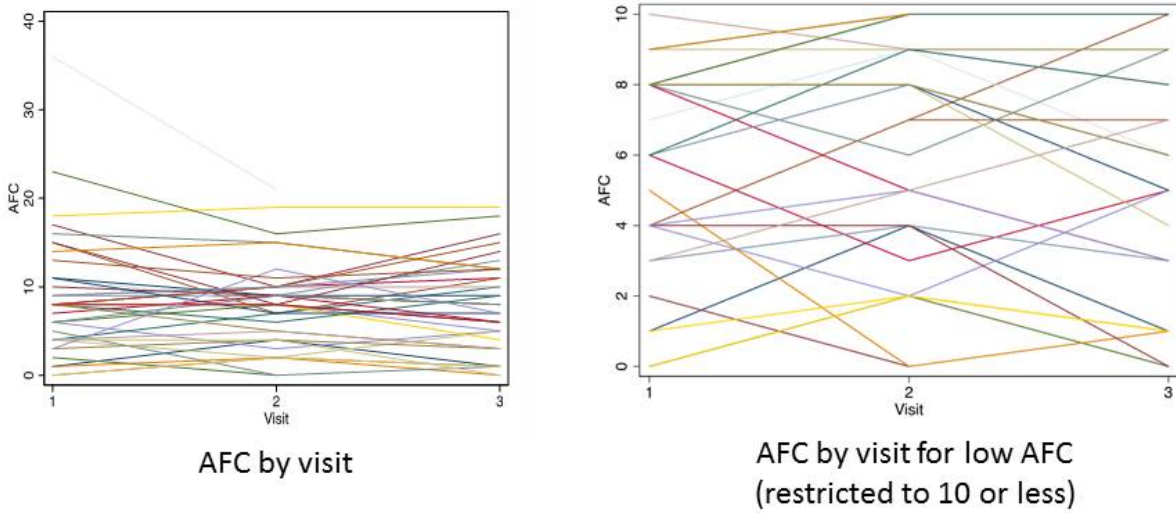 AFC
40
30
20
10
0
1 2 3
Visit
AFC by visit
AFC
10
8
6
4
2
0
1 2 3
Visit
AFC by visit for low AFC
(restricted to 10 or less)